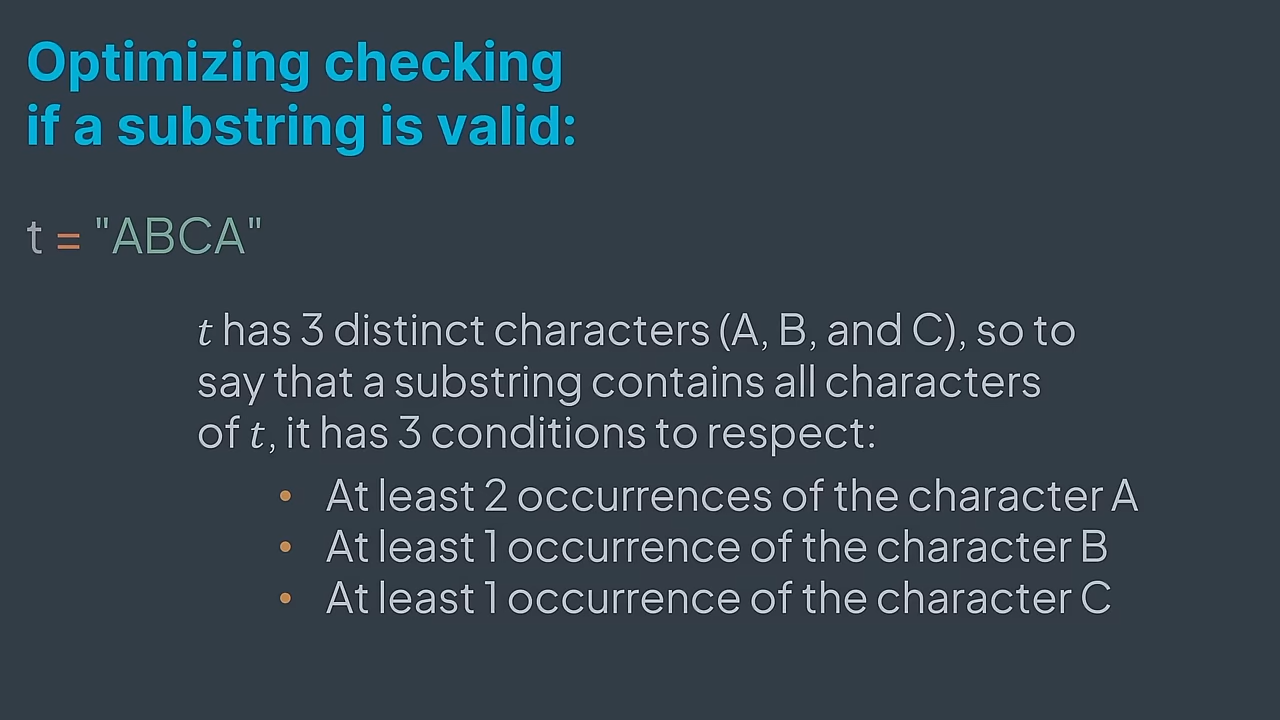 Optimizing checking
if a substring is valid:
t = "ABCA"
t has 3 distinct characters (A, B, and C), so to
say that a substring contains all characters
of t, it has 3 conditions to respect:
• At least 2 occurrences of the character A
• At least 1 occurrence of the character B
• At least 1 occurrence of the character C